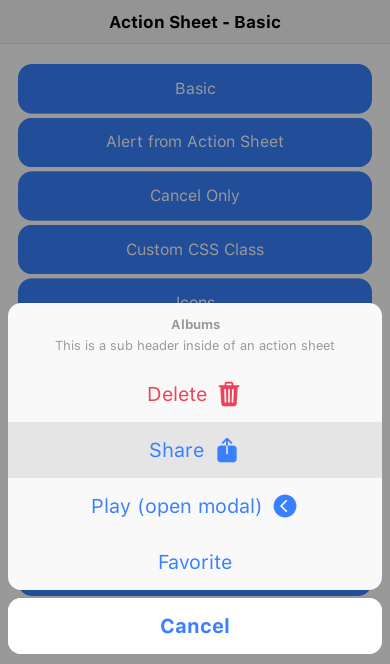 Action Sheet - Basic
Basic
Alert from Action Sheet
Cancel Only
Custom CSS Class
Icons
Albums
This is a sub header inside of an action sheet
Delete
Share
Play (open modal)
Favorite
Cancel